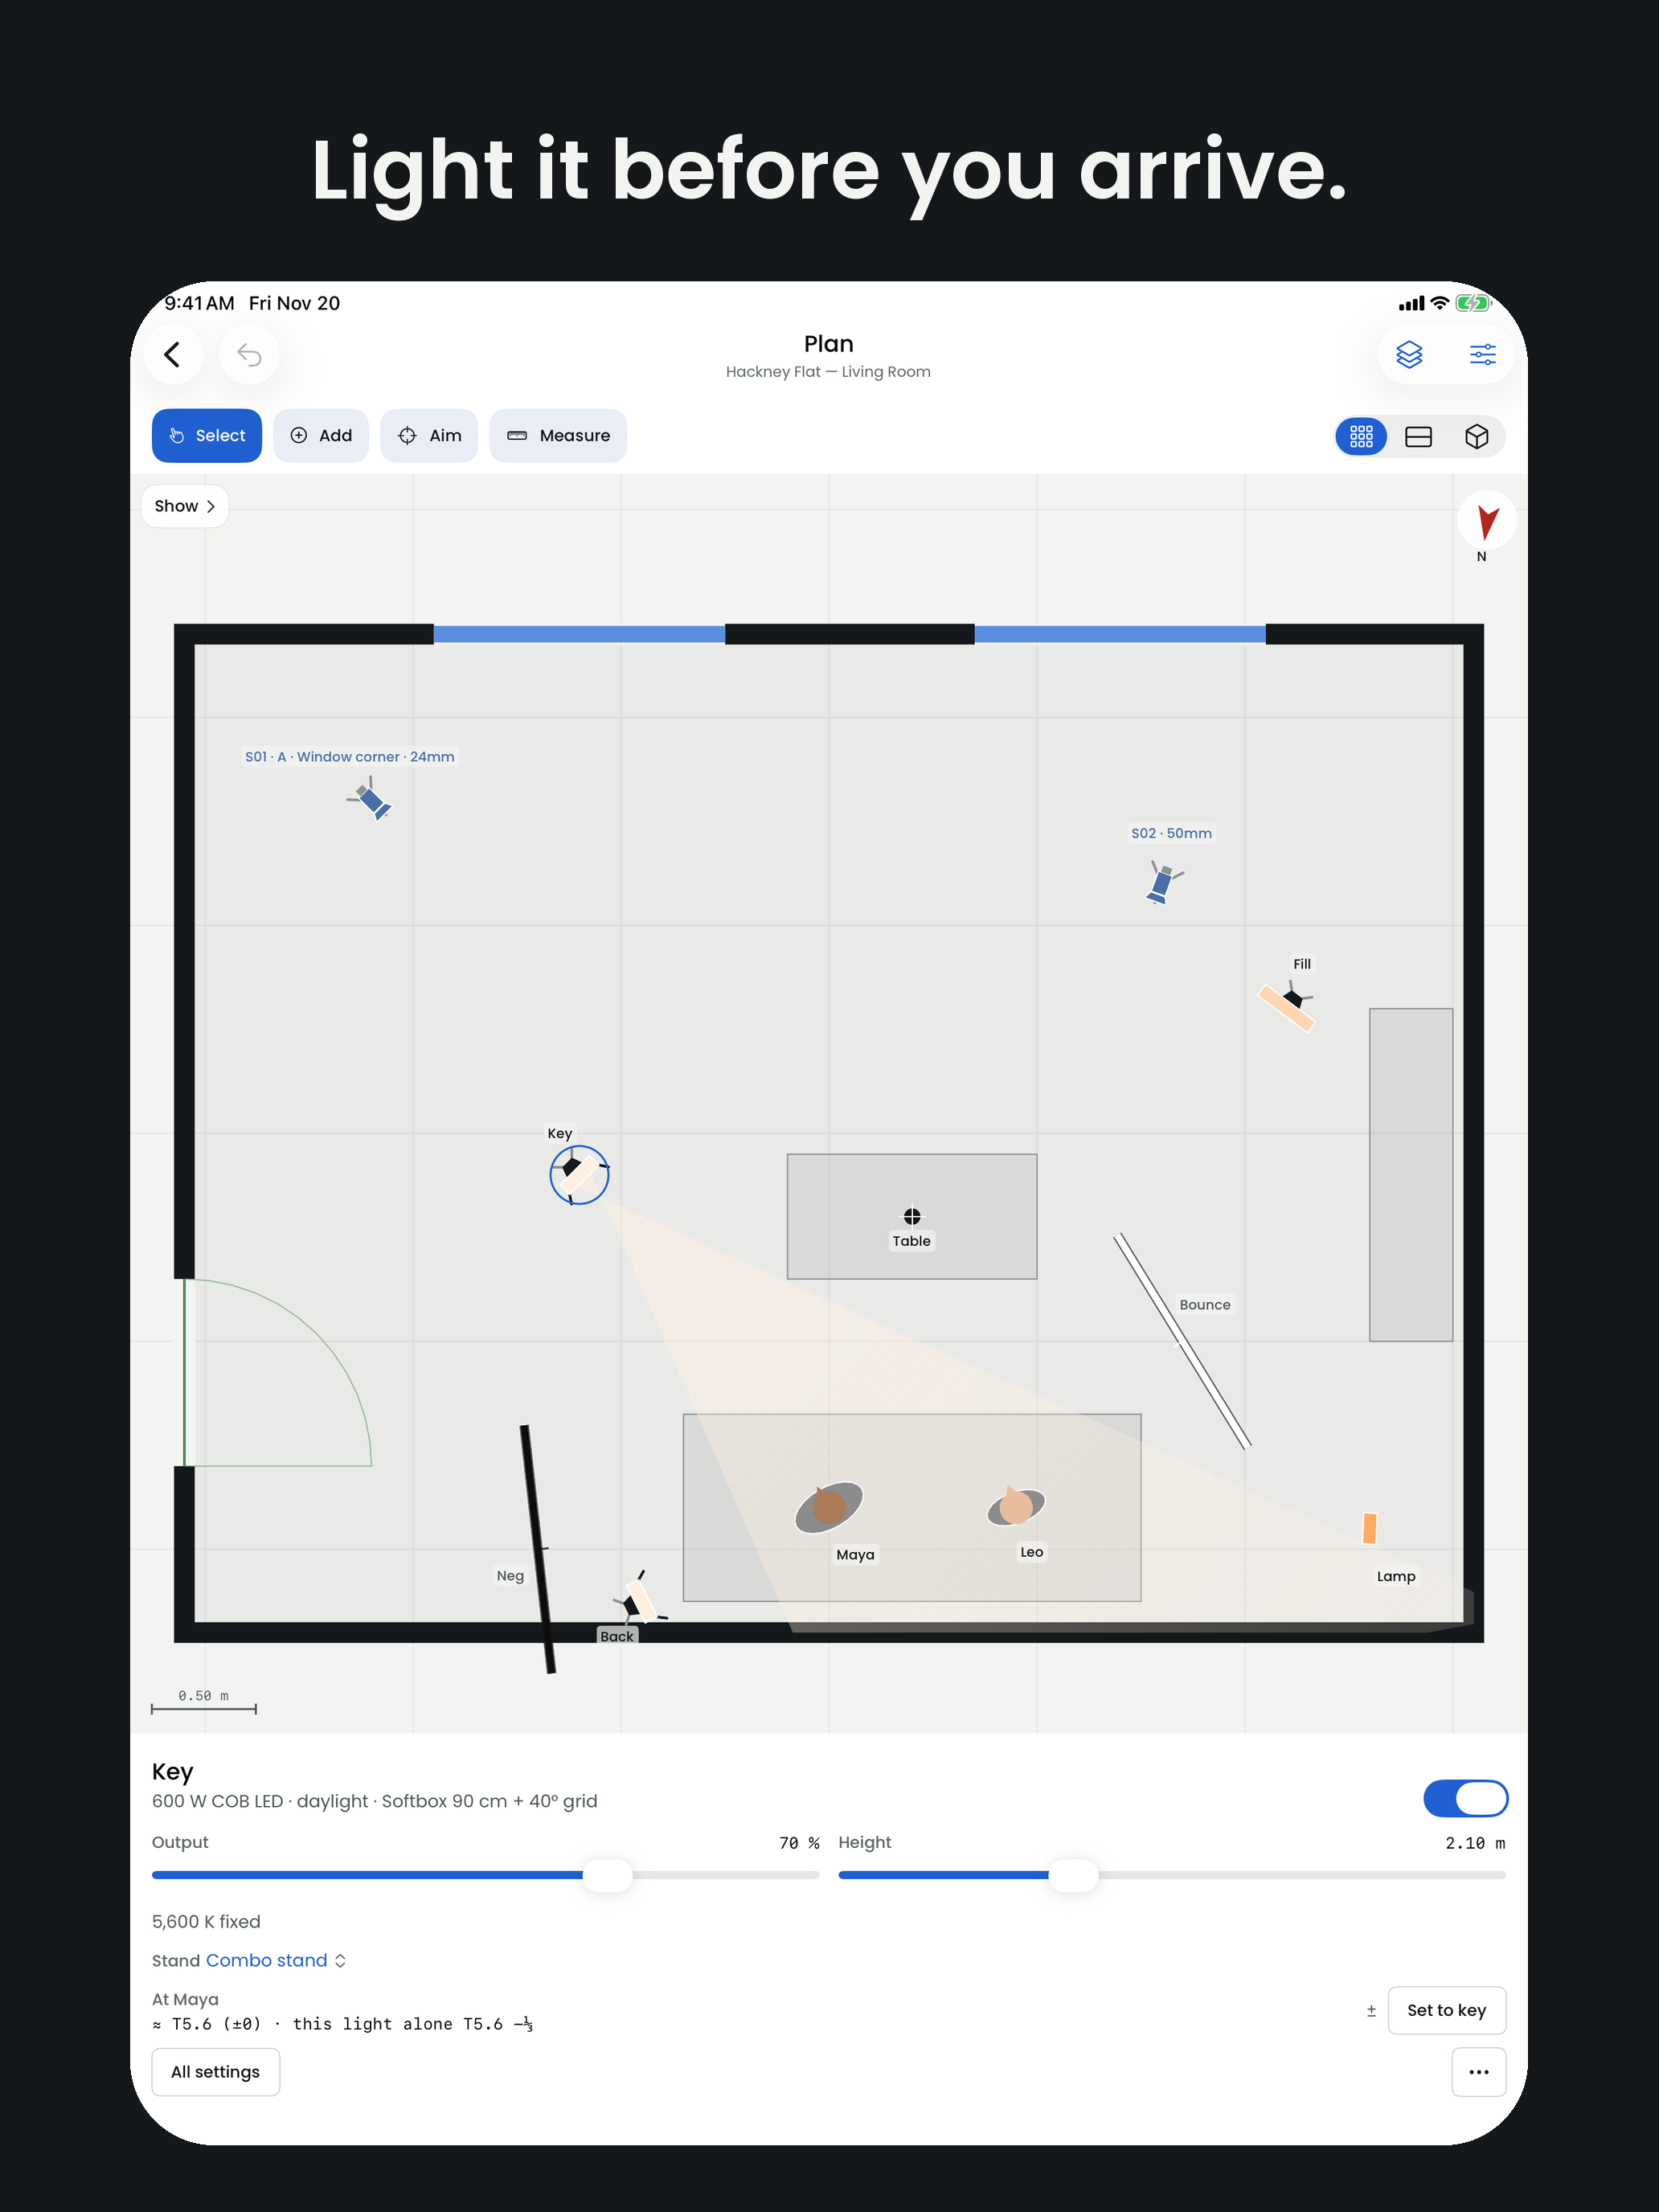 Light it before you arrive.
9:41 AM Fri Nov 20
Plan
Hackney Flat — Living Room
Select Add Aim Measure
Show
N
S01 · A · Window corner · 24mm
S02 · 50mm
Fill
Key
Table
Bounce
Maya
Leo
Neg
Lamp
Back
0.50 m
Key
600 W COB LED · daylight · Softbox 90 cm + 40° grid
Output 70 % Height 2.10 m
5,600 K fixed
Stand Combo stand
At Maya
≈ T5.6 (±0) · this light alone T5.6 −⅓
± Set to key
All settings